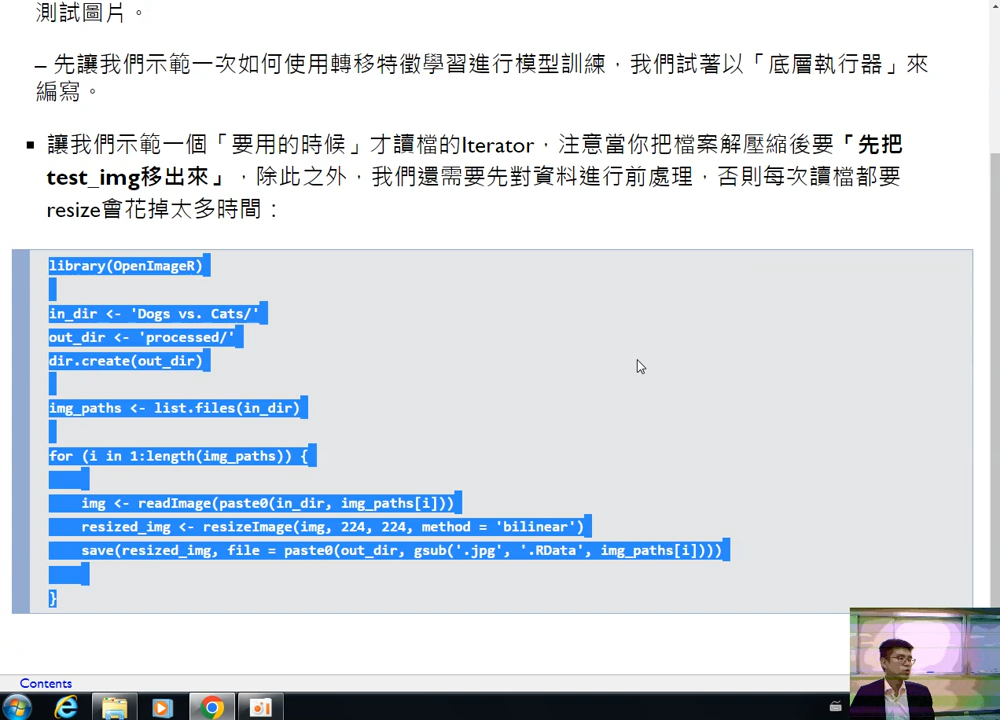 測試圖片。
– 先讓我們示範一次如何使用轉移特徵學習進行模型訓練，我們試著以「底層執行器」來
編寫。
▪ 讓我們示範一個「要用的時候」才讀檔的Iterator，注意當你把檔案解壓縮後要「先把
test_img移出來」，除此之外，我們還需要先對資料進行前處理，否則每次讀檔都要
resize會花掉太多時間：
library(OpenImageR)
in_dir <- 'Dogs vs. Cats/'
out_dir <- 'processed/'
dir.create(out_dir)
img_paths <- list.files(in_dir)
for (i in 1:length(img_paths)) {
img <- readImage(paste0(in_dir, img_paths[i]))
resized_img <- resizeImage(img, 224, 224, method = 'bilinear')
save(resized_img, file = paste0(out_dir, gsub('.jpg', '.RData', img_paths[i])))
}
Contents